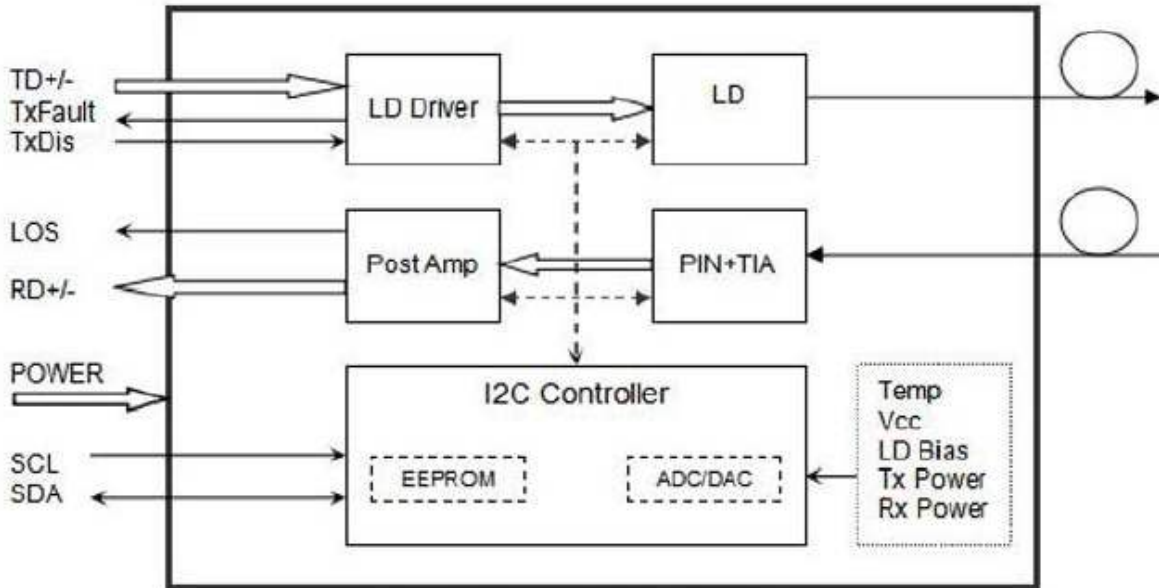 TD+/-
TxFault
TxDis
LD Driver
LD
LOS
RD+/-
Post Amp
PIN+TIA
POWER
SCL
SDA
I2C Controller
EEPROM
ADC/DAC
Temp
Vcc
LD Bias
Tx Power
Rx Power